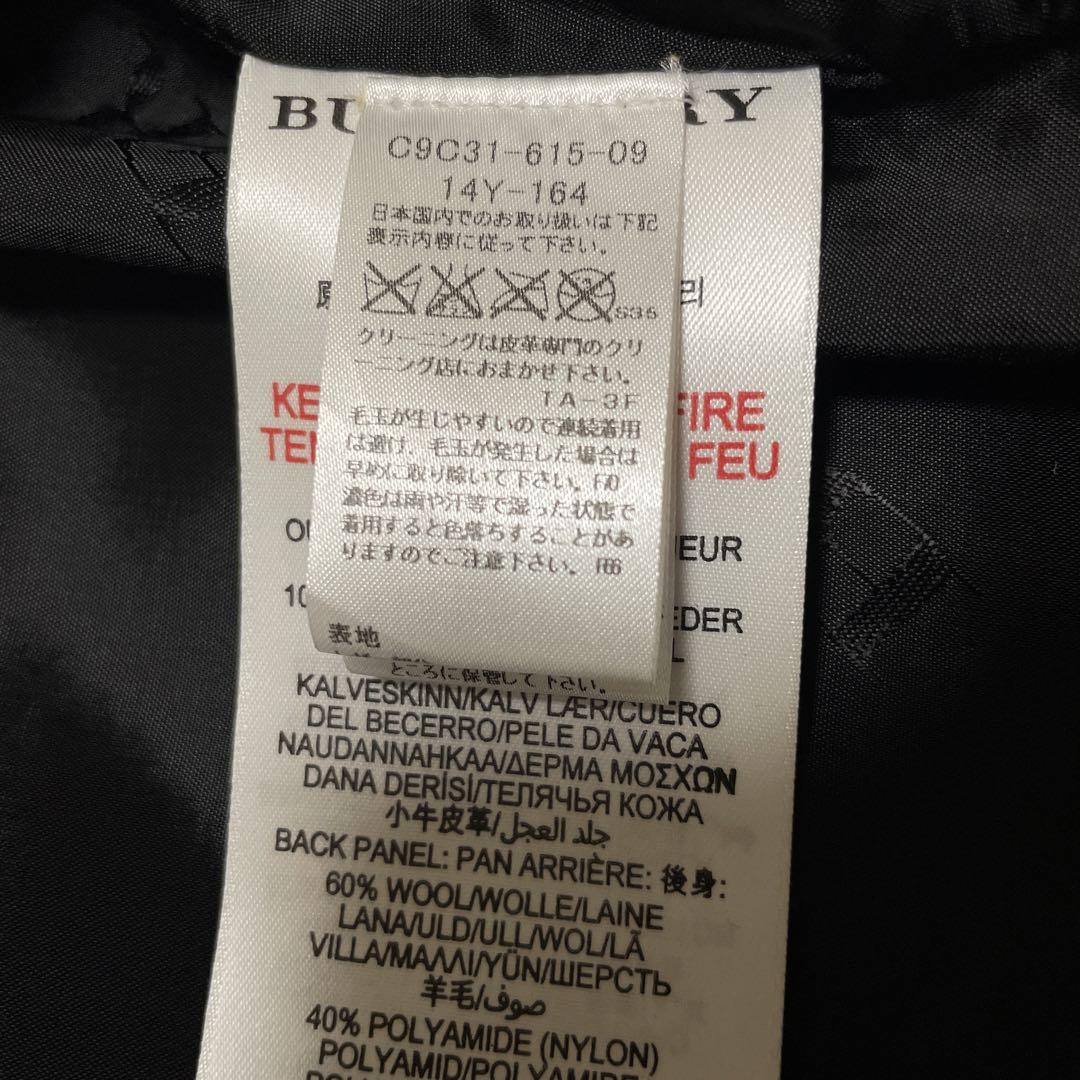 BU RY
C9C31-615-09
14Y-164
日本国内でのお取り扱いは下記
表示内容に従って下さい。
S35
리
クリーニングは皮革専門のクリ
ーニング店におまかせ下さい。
TA-3F
KE FIRE
TE FEU
毛玉が生じやすいので連続着用
は避け、毛玉が発生した場合は
早めに取り除いて下さい。F/0
濃色は雨や汗等で湿った状態で
着用すると色落ちすることがあ
りますのでご注意下さい。F66
OU IEUR
10 EDER
L
表地
ところに保管して下さい。
KALVESKINN/KALV LÆR/CUERO
DEL BECERRO/PELE DA VACA
NAUDANNAHKAA/ΔΕΡΜΑ ΜΟΣΧΩΝ
DANA DERİSİ/ТЕЛЯЧЬЯ КОЖА
小牛皮革/جلد العجل
BACK PANEL: PAN ARRIÈRE: 後身:
60% WOOL/WOLLE/LAINE
LANA/ULD/ULL/WOL/LÃ
VILLA/ΜΑΛΛΙ/YÜN/ШЕРСТЬ
羊毛/صوف
40% POLYAMIDE (NYLON)
POLYAMID/POLYAMIDE